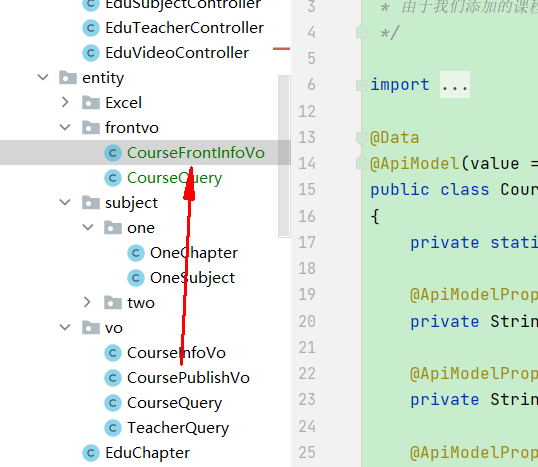 EduSubjectController
EduTeacherController
EduVideoController
entity
Excel
frontvo
CourseFrontInfoVo
CourseQuery
subject
one
OneChapter
OneSubject
two
vo
CourseInfoVo
CoursePublishVo
CourseQuery
TeacherQuery
EduChapter
3 * 由于我们添加的课程
4 */
5
6 import ...
12
13 @Data
14 @ApiModel(value =
15 public class Cour
16 {
17 private stati
18
19 @ApiModelProp
20 private Strin
21
22 @ApiModelProp
23 private Strin
24
25 @ApiModelProp